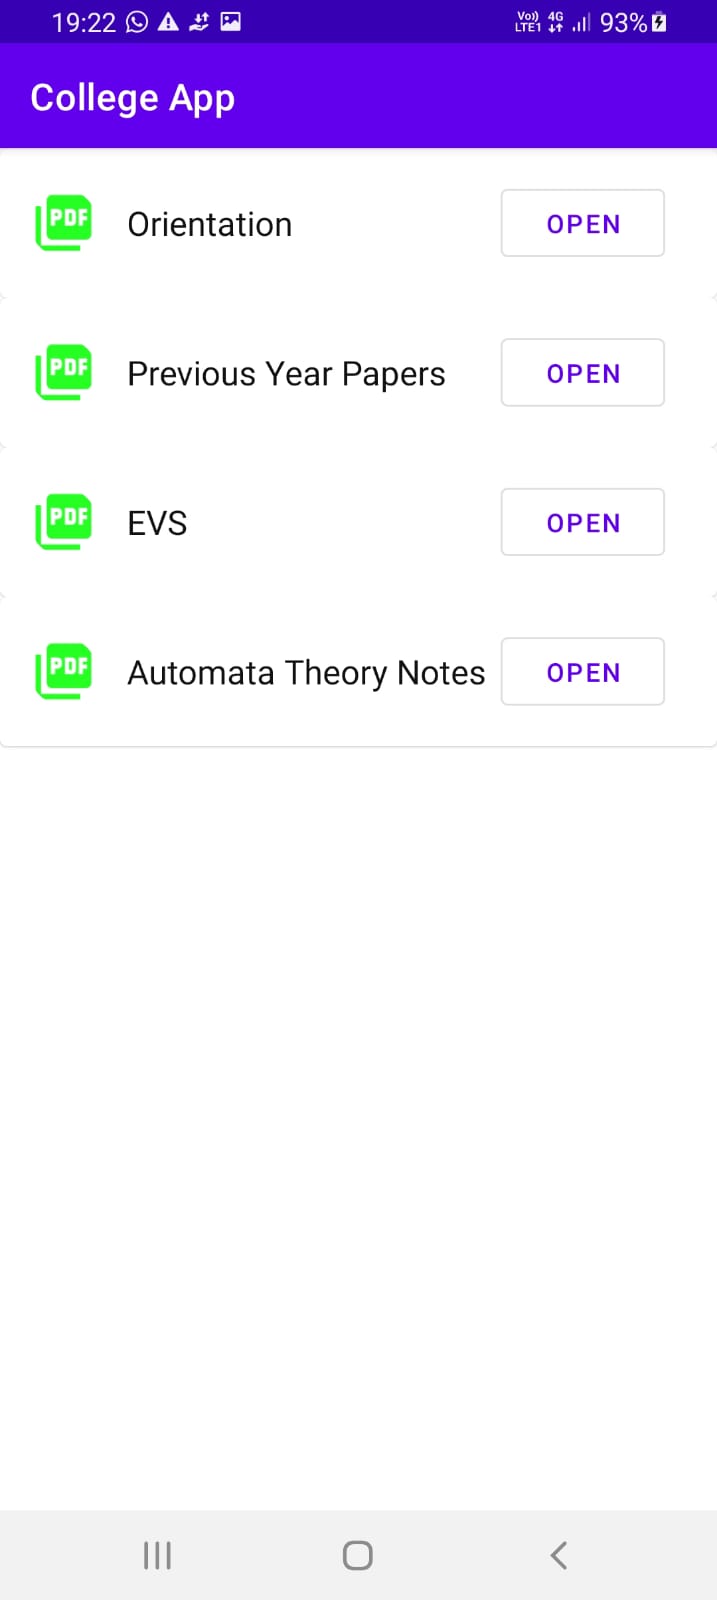 19:22 Vo)) 4G LTE1 93%
College App
PDF Orientation OPEN
PDF Previous Year Papers OPEN
PDF EVS OPEN
PDF Automata Theory Notes OPEN